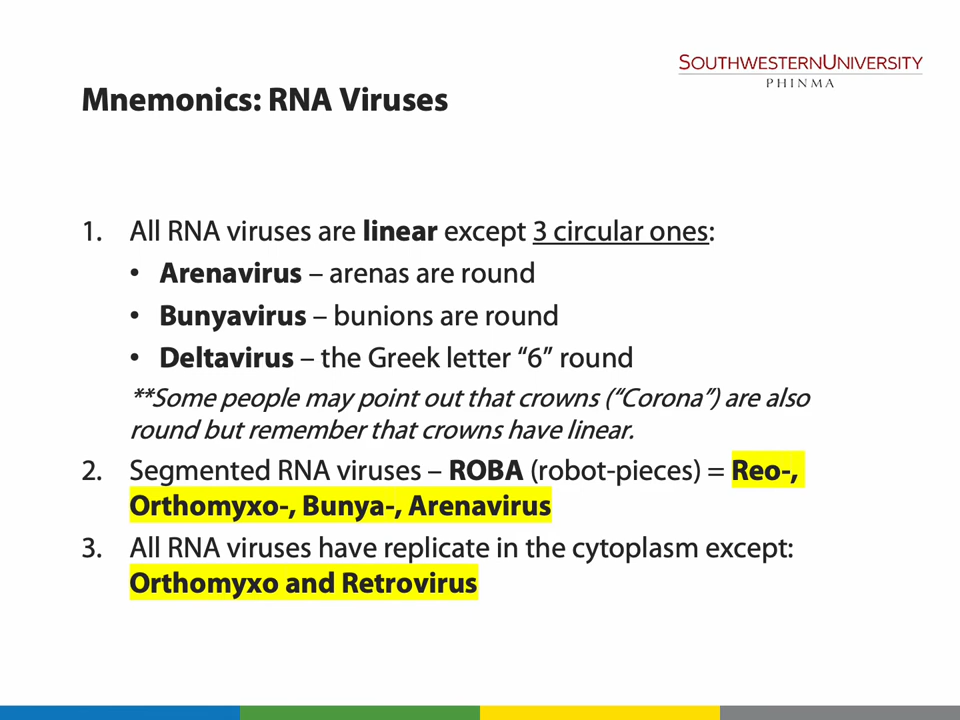 SOUTHWESTERNUNIVERSITY
PHINMA
Mnemonics: RNA Viruses
1. All RNA viruses are linear except 3 circular ones:
• Arenavirus – arenas are round
• Bunyavirus – bunions are round
• Deltavirus – the Greek letter “6” round
**Some people may point out that crowns (“Corona”) are also
round but remember that crowns have linear.
2. Segmented RNA viruses – ROBA (robot-pieces) = Reo-,
Orthomyxo-, Bunya-, Arenavirus
3. All RNA viruses have replicate in the cytoplasm except:
Orthomyxo and Retrovirus